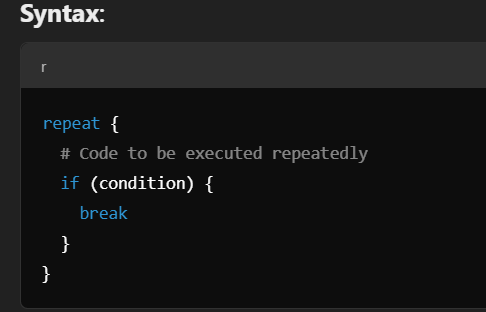 Syntax:
r
repeat {
  # Code to be executed repeatedly
  if (condition) {
    break
  }
}